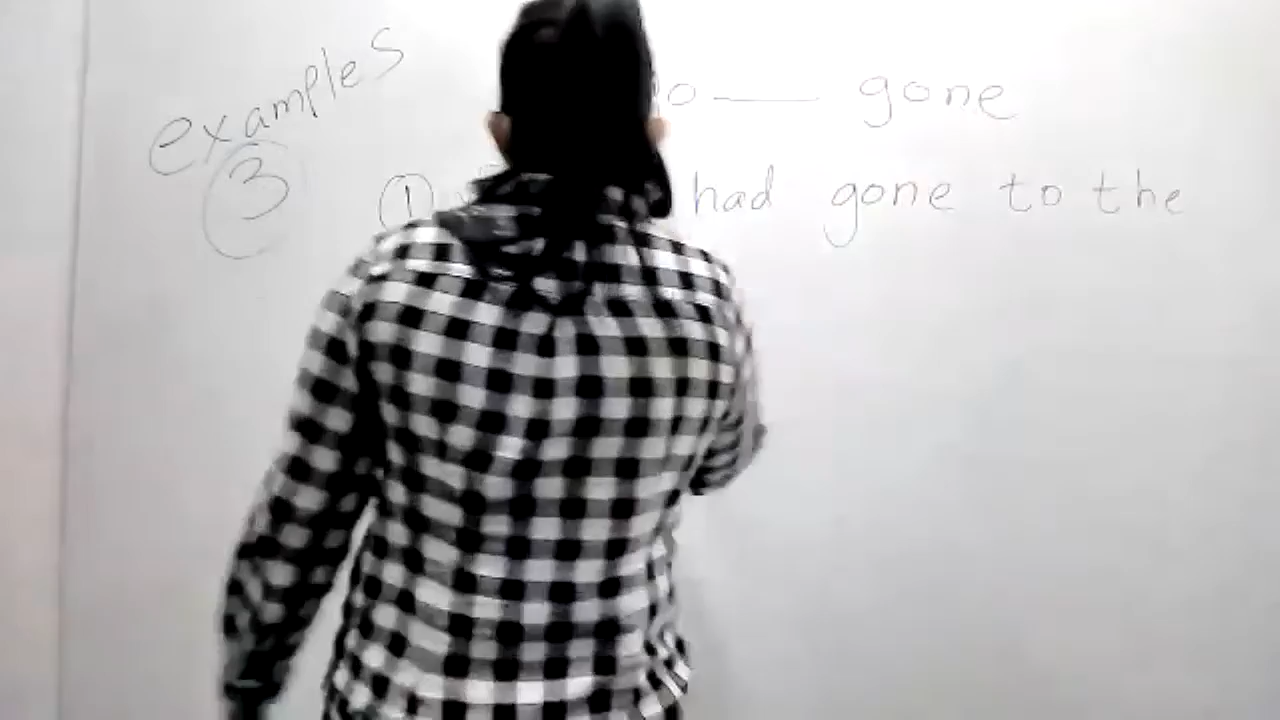 examples
③
o — gone
① had gone to the